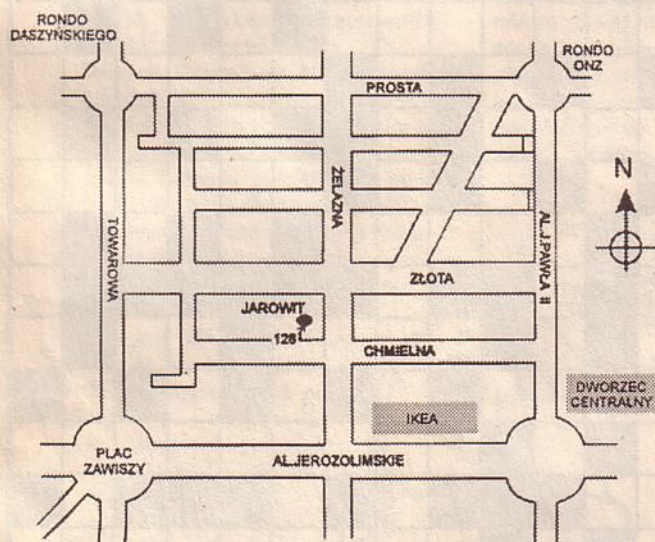 RONDO
DASZYŃSKIEGO
RONDO
ONZ
PROSTA
ŻELAZNA
N
TOWAROWA
AL.J.PAWŁA II
ZŁOTA
JAROWIT
128
CHMIELNA
DWORZEC
CENTRALNY
IKEA
PLAC
ZAWISZY
AL.JEROZOLIMSKIE